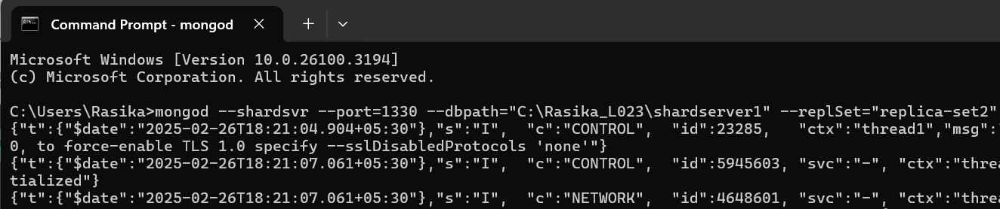 Command Prompt - mongod
Microsoft Windows [Version 10.0.26100.3194]
(c) Microsoft Corporation. All rights reserved.
C:\Users\Rasika>mongod --shardsvr --port=1330 --dbpath="C:\Rasika_L023\shardserver1" --replSet="replica-set2"
{"t":{"$date":"2025-02-26T18:21:04.904+05:30"},"s":"I",  "c":"CONTROL",  "id":23285,   "ctx":"thread1","msg":"
0, to force-enable TLS 1.0 specify --sslDisabledProtocols 'none'"}
{"t":{"$date":"2025-02-26T18:21:07.061+05:30"},"s":"I",  "c":"CONTROL",  "id":5945603, "svc":"-", "ctx":"threa
tialized"}
{"t":{"$date":"2025-02-26T18:21:07.061+05:30"},"s":"I",  "c":"NETWORK",  "id":4648601, "svc":"-", "ctx":"threa